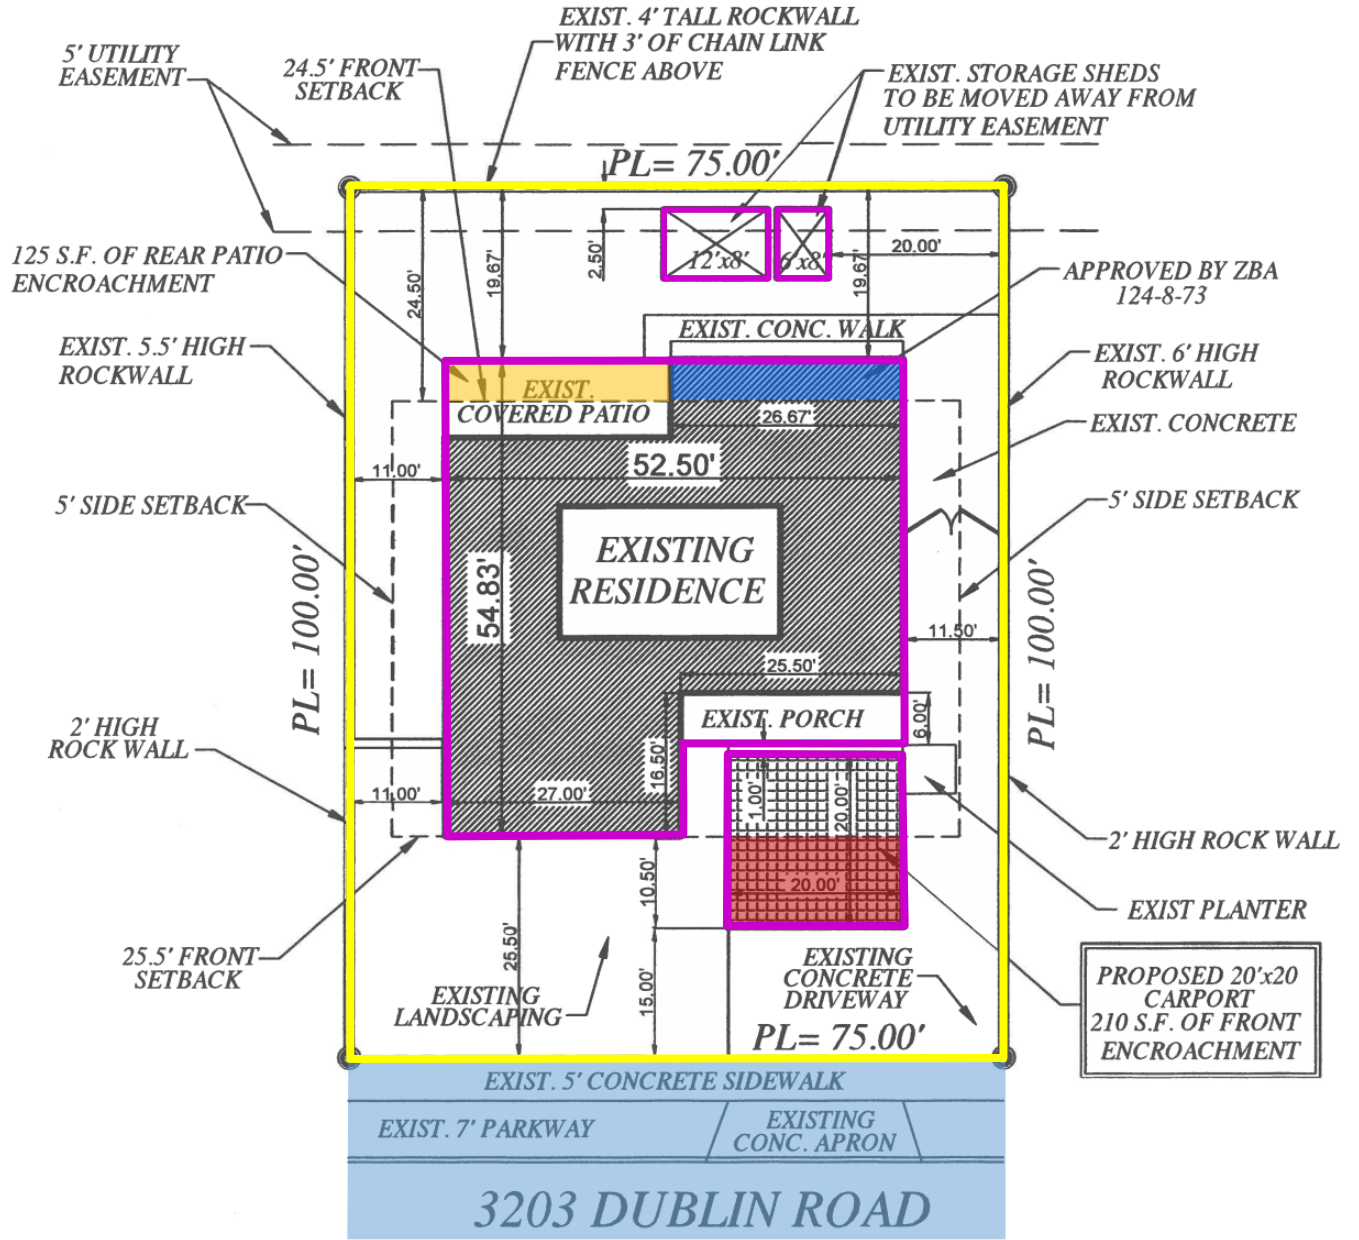 EXIST. 4' TALL ROCKWALL
WITH 3' OF CHAIN LINK
FENCE ABOVE
5' UTILITY
EASEMENT
24.5' FRONT
SETBACK
EXIST. STORAGE SHEDS
TO BE MOVED AWAY FROM
UTILITY EASEMENT
PL= 75.00'
125 S.F. OF REAR PATIO
ENCROACHMENT
24.50'
19.67'
2.50'
12'x8'
6'x8'
19.67'
20.00'
APPROVED BY ZBA
124-8-73
EXIST. CONC. WALK
EXIST. 5.5' HIGH
ROCKWALL
EXIST. 6' HIGH
ROCKWALL
EXIST.
COVERED PATIO
26.67'
EXIST. CONCRETE
11.00'
52.50'
5' SIDE SETBACK
5' SIDE SETBACK
EXISTING
RESIDENCE
54.83'
PL= 100.00'
PL= 100.00'
11.50'
25.50'
EXIST. PORCH
6.00'
2' HIGH
ROCK WALL
16.50'
11.00'
27.00'
1.00'
20.00'
2' HIGH ROCK WALL
20.00'
10.50'
EXIST PLANTER
25.5' FRONT
SETBACK
25.50'
15.00'
EXISTING
LANDSCAPING
EXISTING
CONCRETE
DRIVEWAY
PROPOSED 20'x20
CARPORT
210 S.F. OF FRONT
ENCROACHMENT
PL= 75.00'
EXIST. 5' CONCRETE SIDEWALK
EXIST. 7' PARKWAY
EXISTING
CONC. APRON
3203 DUBLIN ROAD